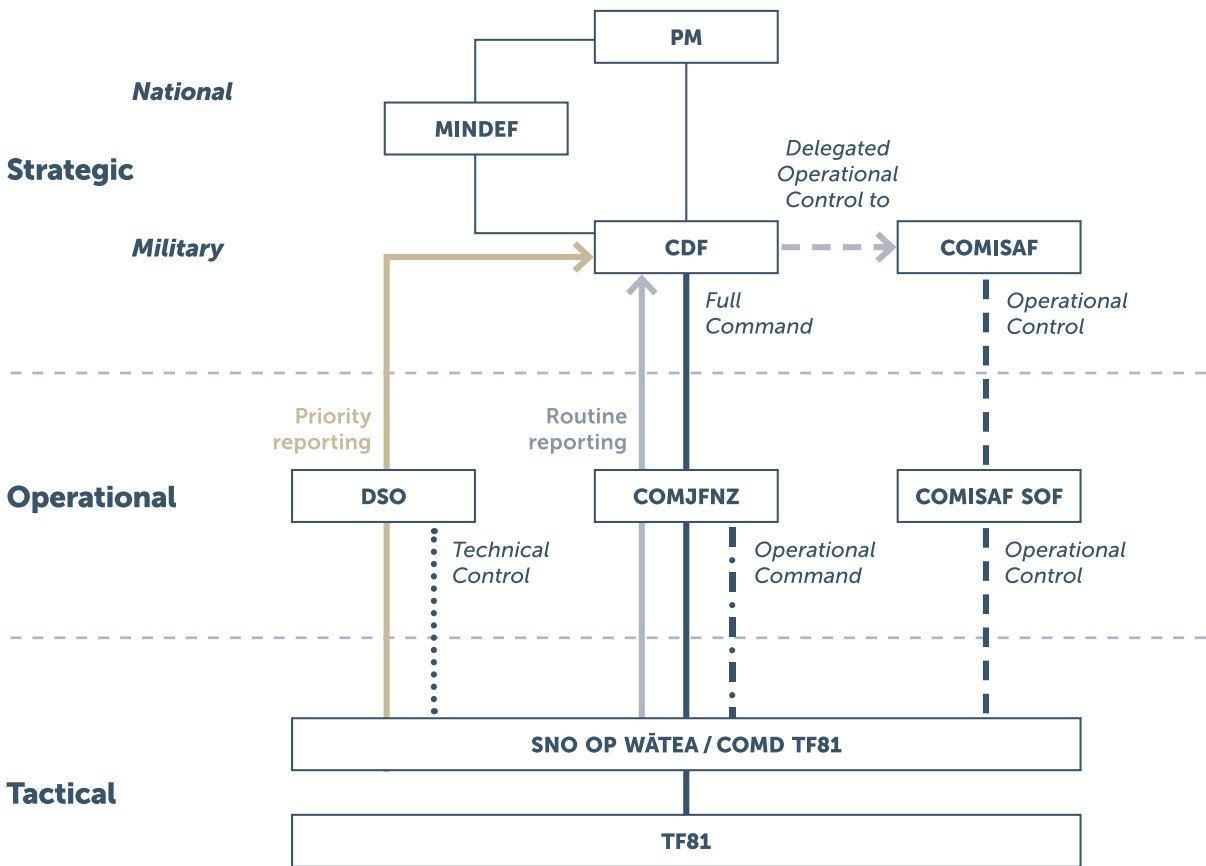 PM
National
MINDEF
Strategic
Delegated
Operational
Control to
Military
CDF
COMISAF
Full
Command
Operational
Control
Priority
reporting
Routine
reporting
Operational
DSO
COMJFNZ
COMISAF SOF
Technical
Control
Operational
Command
Operational
Control
SNO OP WĀTEA / COMD TF81
Tactical
TF81